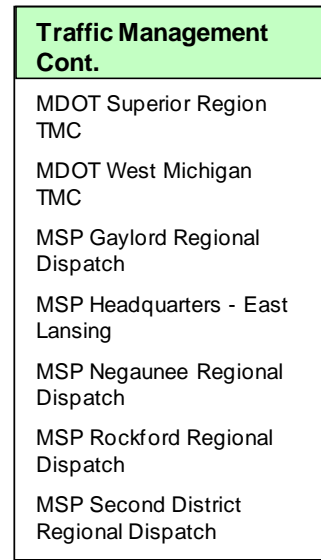 Traffic Management
Cont.
MDOT Superior Region
TMC
MDOT West Michigan
TMC
MSP Gaylord Regional
Dispatch
MSP Headquarters - East
Lansing
MSP Negaunee Regional
Dispatch
MSP Rockford Regional
Dispatch
MSP Second District
Regional Dispatch